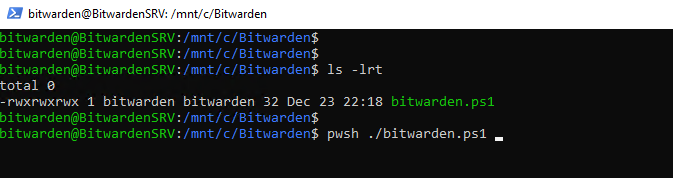 bitwarden@BitwardenSRV: /mnt/c/Bitwarden
bitwarden@BitwardenSRV:/mnt/c/Bitwarden$
bitwarden@BitwardenSRV:/mnt/c/Bitwarden$
bitwarden@BitwardenSRV:/mnt/c/Bitwarden$ ls -lrt
total 0
-rwxrwxrwx 1 bitwarden bitwarden 32 Dec 23 22:18 bitwarden.ps1
bitwarden@BitwardenSRV:/mnt/c/Bitwarden$
bitwarden@BitwardenSRV:/mnt/c/Bitwarden$ pwsh ./bitwarden.ps1